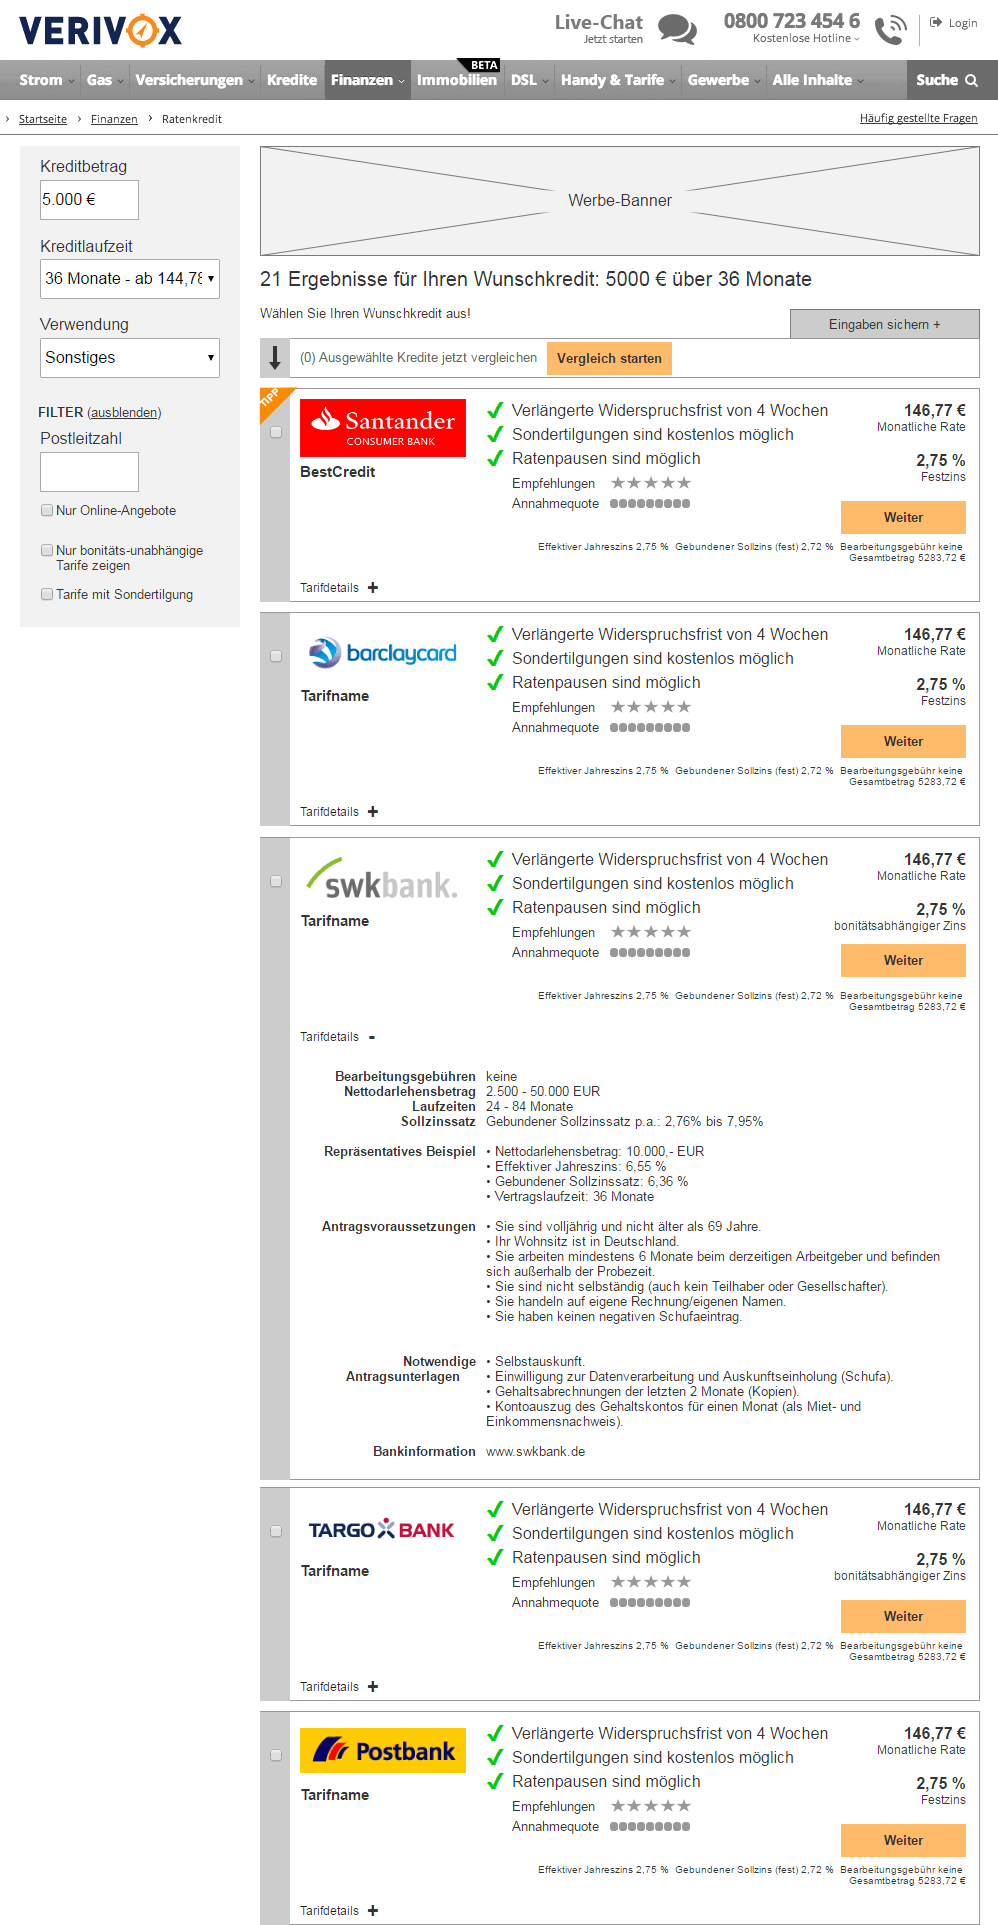 VERIVOX
Live-Chat
Jetzt starten
0800 723 454 6
Kostenlose Hotline
Login
BETA
Strom Gas Versicherungen Kredite Finanzen Immobilien DSL Handy & Tarife Gewerbe Alle Inhalte Suche
› Startseite › Finanzen › Ratenkredit
Häufig gestellte Fragen
Kreditbetrag
5.000 €
Kreditlaufzeit
36 Monate - ab 144,78
Verwendung
Sonstiges
FILTER (ausblenden)
Postleitzahl
Nur Online-Angebote
Nur bonitäts-unabhängige
Tarife zeigen
Tarife mit Sondertilgung
Werbe-Banner
21 Ergebnisse für Ihren Wunschkredit: 5000 € über 36 Monate
Wählen Sie Ihren Wunschkredit aus!
Eingaben sichern +
(0) Ausgewählte Kredite jetzt vergleichen
Vergleich starten
TIPP
Santander
CONSUMER BANK
BestCredit
Verlängerte Widerspruchsfrist von 4 Wochen
Sondertilgungen sind kostenlos möglich
Ratenpausen sind möglich
Empfehlungen
Annahmequote
146,77 €
Monatliche Rate
2,75 %
Festzins
Weiter
Effektiver Jahreszins 2,75 % Gebundener Sollzins (fest) 2,72 % Bearbeitungsgebühr keine
Gesamtbetrag 5283,72 €
Tarifdetails +
barclaycard
Tarifname
Verlängerte Widerspruchsfrist von 4 Wochen
Sondertilgungen sind kostenlos möglich
Ratenpausen sind möglich
Empfehlungen
Annahmequote
146,77 €
Monatliche Rate
2,75 %
Festzins
Weiter
Effektiver Jahreszins 2,75 % Gebundener Sollzins (fest) 2,72 % Bearbeitungsgebühr keine
Gesamtbetrag 5283,72 €
Tarifdetails +
swkbank.
Tarifname
Verlängerte Widerspruchsfrist von 4 Wochen
Sondertilgungen sind kostenlos möglich
Ratenpausen sind möglich
Empfehlungen
Annahmequote
146,77 €
Monatliche Rate
2,75 %
bonitätsabhängiger Zins
Weiter
Effektiver Jahreszins 2,75 % Gebundener Sollzins (fest) 2,72 % Bearbeitungsgebühr keine
Gesamtbetrag 5283,72 €
Tarifdetails -
Bearbeitungsgebühren keine
Nettodarlehensbetrag 2.500 - 50.000 EUR
Laufzeiten 24 - 84 Monate
Sollzinssatz Gebundener Sollzinssatz p.a.: 2,76% bis 7,95%
Repräsentatives Beispiel • Nettodarlehensbetrag: 10.000,- EUR
• Effektiver Jahreszins: 6,55 %
• Gebundener Sollzinssatz: 6,36 %
• Vertragslaufzeit: 36 Monate
Antragsvoraussetzungen • Sie sind volljährig und nicht älter als 69 Jahre.
• Ihr Wohnsitz ist in Deutschland.
• Sie arbeiten mindestens 6 Monate beim derzeitigen Arbeitgeber und befinden
sich außerhalb der Probezeit.
• Sie sind nicht selbständig (auch kein Teilhaber oder Gesellschafter).
• Sie handeln auf eigene Rechnung/eigenen Namen.
• Sie haben keinen negativen Schufaeintrag.
Notwendige • Selbstauskunft.
Antragsunterlagen • Einwilligung zur Datenverarbeitung und Auskunftseinholung (Schufa).
• Gehaltsabrechnungen der letzten 2 Monate (Kopien).
• Kontoauszug des Gehaltskontos für einen Monat (als Miet- und
Einkommensnachweis).
Bankinformation www.swkbank.de
TARGO BANK
Tarifname
Verlängerte Widerspruchsfrist von 4 Wochen
Sondertilgungen sind kostenlos möglich
Ratenpausen sind möglich
Empfehlungen
Annahmequote
146,77 €
Monatliche Rate
2,75 %
bonitätsabhängiger Zins
Weiter
Effektiver Jahreszins 2,75 % Gebundener Sollzins (fest) 2,72 % Bearbeitungsgebühr keine
Gesamtbetrag 5283,72 €
Tarifdetails +
Postbank
Tarifname
Verlängerte Widerspruchsfrist von 4 Wochen
Sondertilgungen sind kostenlos möglich
Ratenpausen sind möglich
Empfehlungen
Annahmequote
146,77 €
Monatliche Rate
2,75 %
Festzins
Weiter
Effektiver Jahreszins 2,75 % Gebundener Sollzins (fest) 2,72 % Bearbeitungsgebühr keine
Gesamtbetrag 5283,72 €
Tarifdetails +